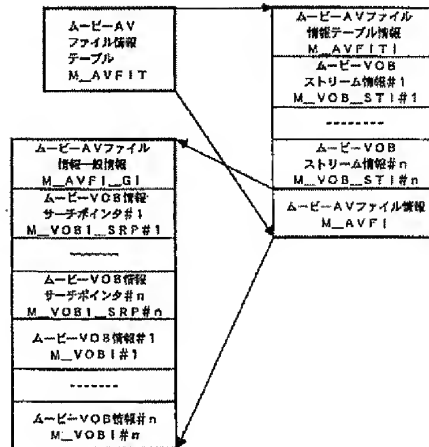 ムービーAV
ファイル情報
テーブル
M_AVFIT
ムービーAVファイル
情報テーブル情報
M_AVFITI
ムービーVOB
ストリーム情報#1
M_VOB_STI#1
--------
ムービーVOB
ストリーム情報#n
M_VOB_STI#n
ムービーAVファイル情報
M_AVFI
ムービーAVファイル
情報一般情報
M_AVFI_GI
ムービーVOB情報
サーチポインタ#1
M_VOBI_SRP#1
-------
ムービーVOB情報
サーチポインタ#n
M_VOBI_SRP#n
ムービーVOB情報#1
M_VOBI#1
-------
ムービーVOB情報#n
M_VOBI#n